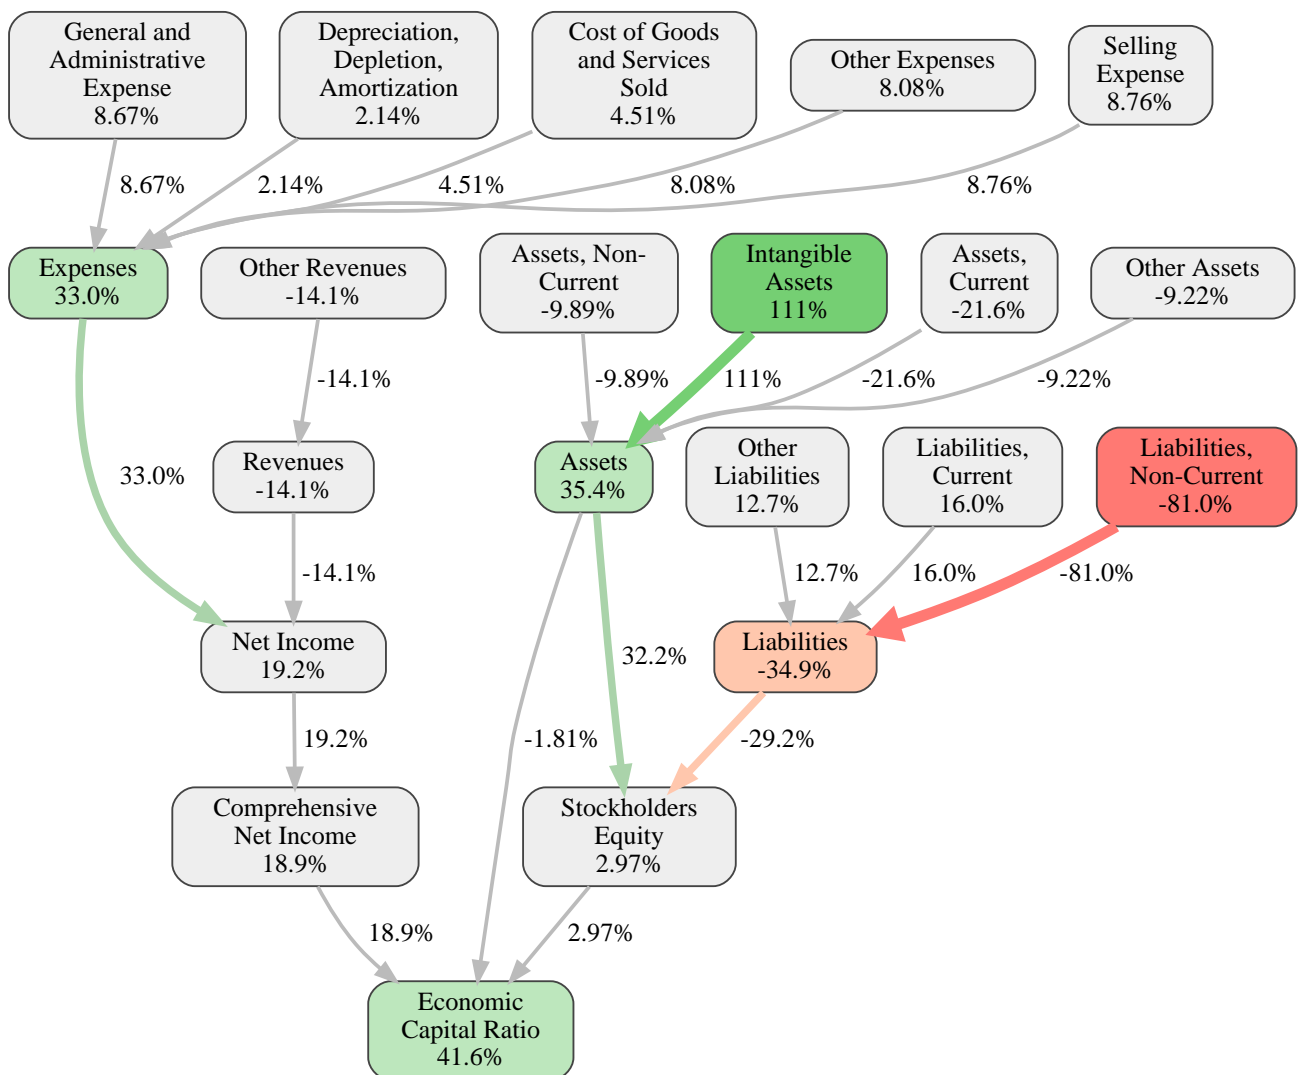 General and
Administrative
Expense
8.67%
Depreciation,
Depletion,
Amortization
2.14%
Cost of Goods
and Services
Sold
4.51%
Other Expenses
8.08%
Selling
Expense
8.76%
8.67%
2.14%
4.51%
8.08%
8.76%
Expenses
33.0%
Other Revenues
-14.1%
Assets, Non-
Current
-9.89%
Intangible
Assets
111%
Assets,
Current
-21.6%
Other Assets
-9.22%
-14.1%
-9.89%
111%
-21.6%
-9.22%
33.0%
Revenues
-14.1%
Assets
35.4%
Other
Liabilities
12.7%
Liabilities,
Current
16.0%
Liabilities,
Non-Current
-81.0%
-14.1%
12.7%
16.0%
-81.0%
Net Income
19.2%
32.2%
Liabilities
-34.9%
19.2%
-1.81%
-29.2%
Comprehensive
Net Income
18.9%
Stockholders
Equity
2.97%
18.9%
2.97%
Economic
Capital Ratio
41.6%